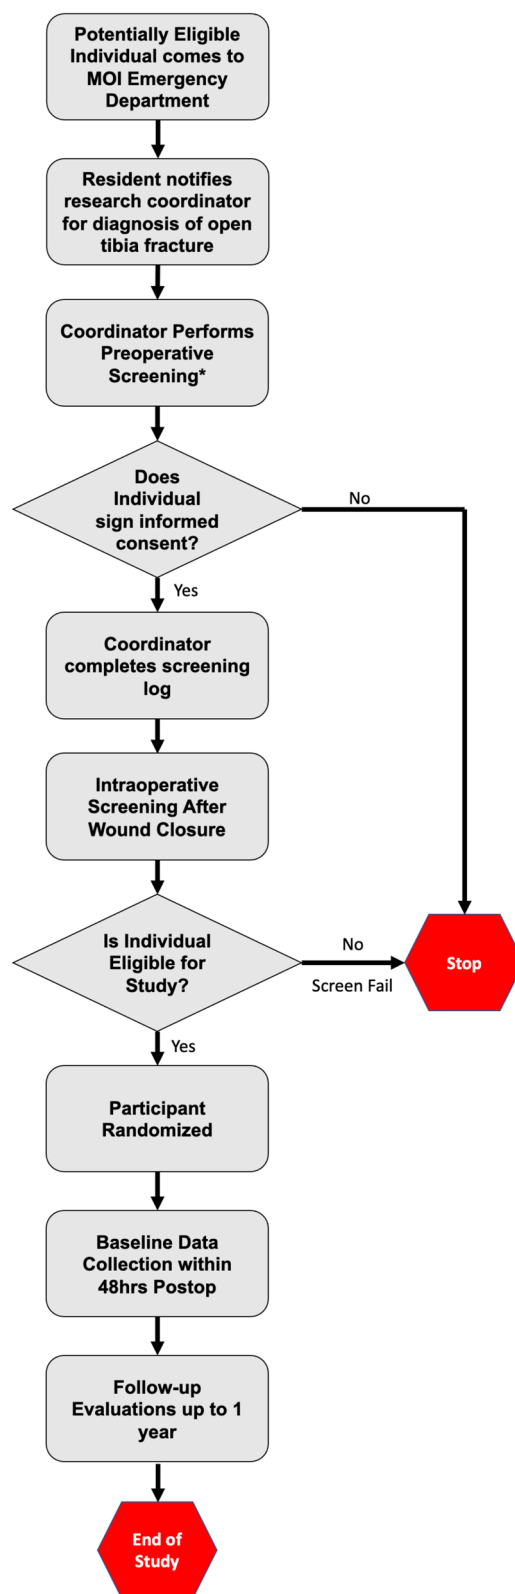 Potentially Eligible
Individual comes to
MOI Emergency
Department
Resident notifies
research coordinator
for diagnosis of open
tibia fracture
Coordinator Performs
Preoperative
Screening*
Does
Individual
sign informed
consent?
No
Yes
Coordinator
completes screening
log
Intraoperative
Screening After
Wound Closure
Is Individual
Eligible for
Study?
No
Screen Fail
Stop
Yes
Participant
Randomized
Baseline Data
Collection within
48hrs Postop
Follow-up
Evaluations up to 1
year
End of
Study